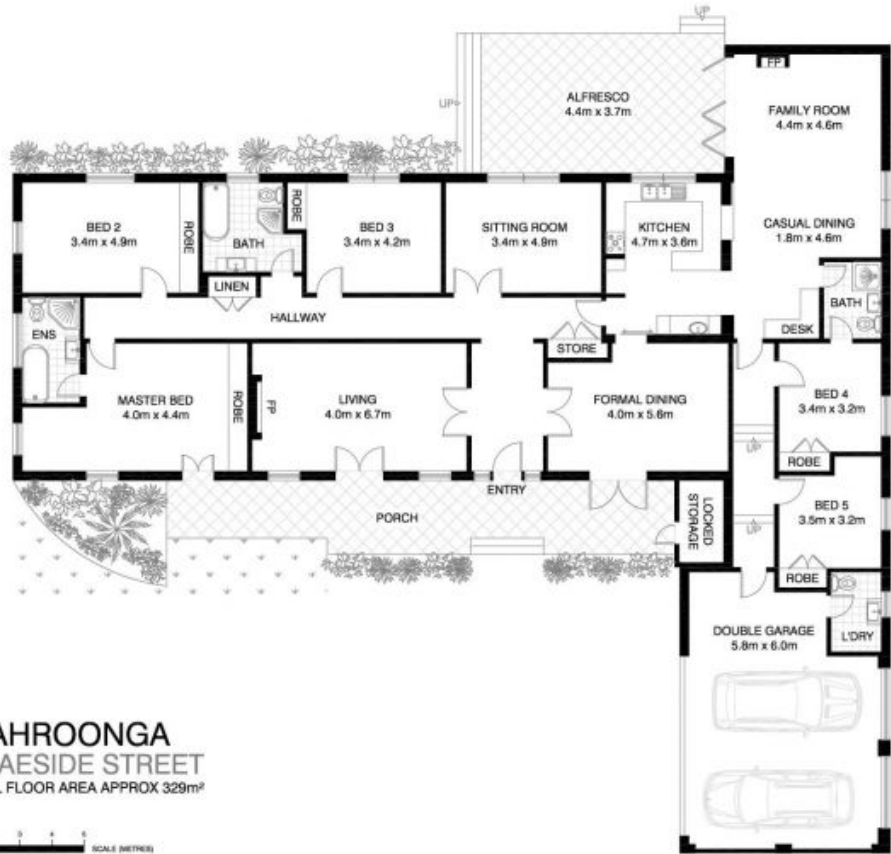 UP
FP
ALFRESCO
4.4m x 3.7m
UP
FAMILY ROOM
4.4m x 4.6m
BED 2
3.4m x 4.9m
ROBE
BATH
ROBE
BED 3
3.4m x 4.2m
SITTING ROOM
3.4m x 4.9m
KITCHEN
4.7m x 3.6m
CASUAL DINING
1.8m x 4.6m
LINEN
HALLWAY
ENS
BATH
DESK
STORE
MASTER BED
4.0m x 4.4m
ROBE
FP
LIVING
4.0m x 6.7m
FORMAL DINING
4.0m x 5.6m
BED 4
3.4m x 3.2m
UP
ROBE
ENTRY
PORCH
LOCKED
STORAGE
BED 5
3.5m x 3.2m
UP
ROBE
DOUBLE GARAGE
5.8m x 6.0m
L'DRY
AHROONGA
AESIDE STREET
FLOOR AREA APPROX 329m²
3 4 5
SCALE (METRES)